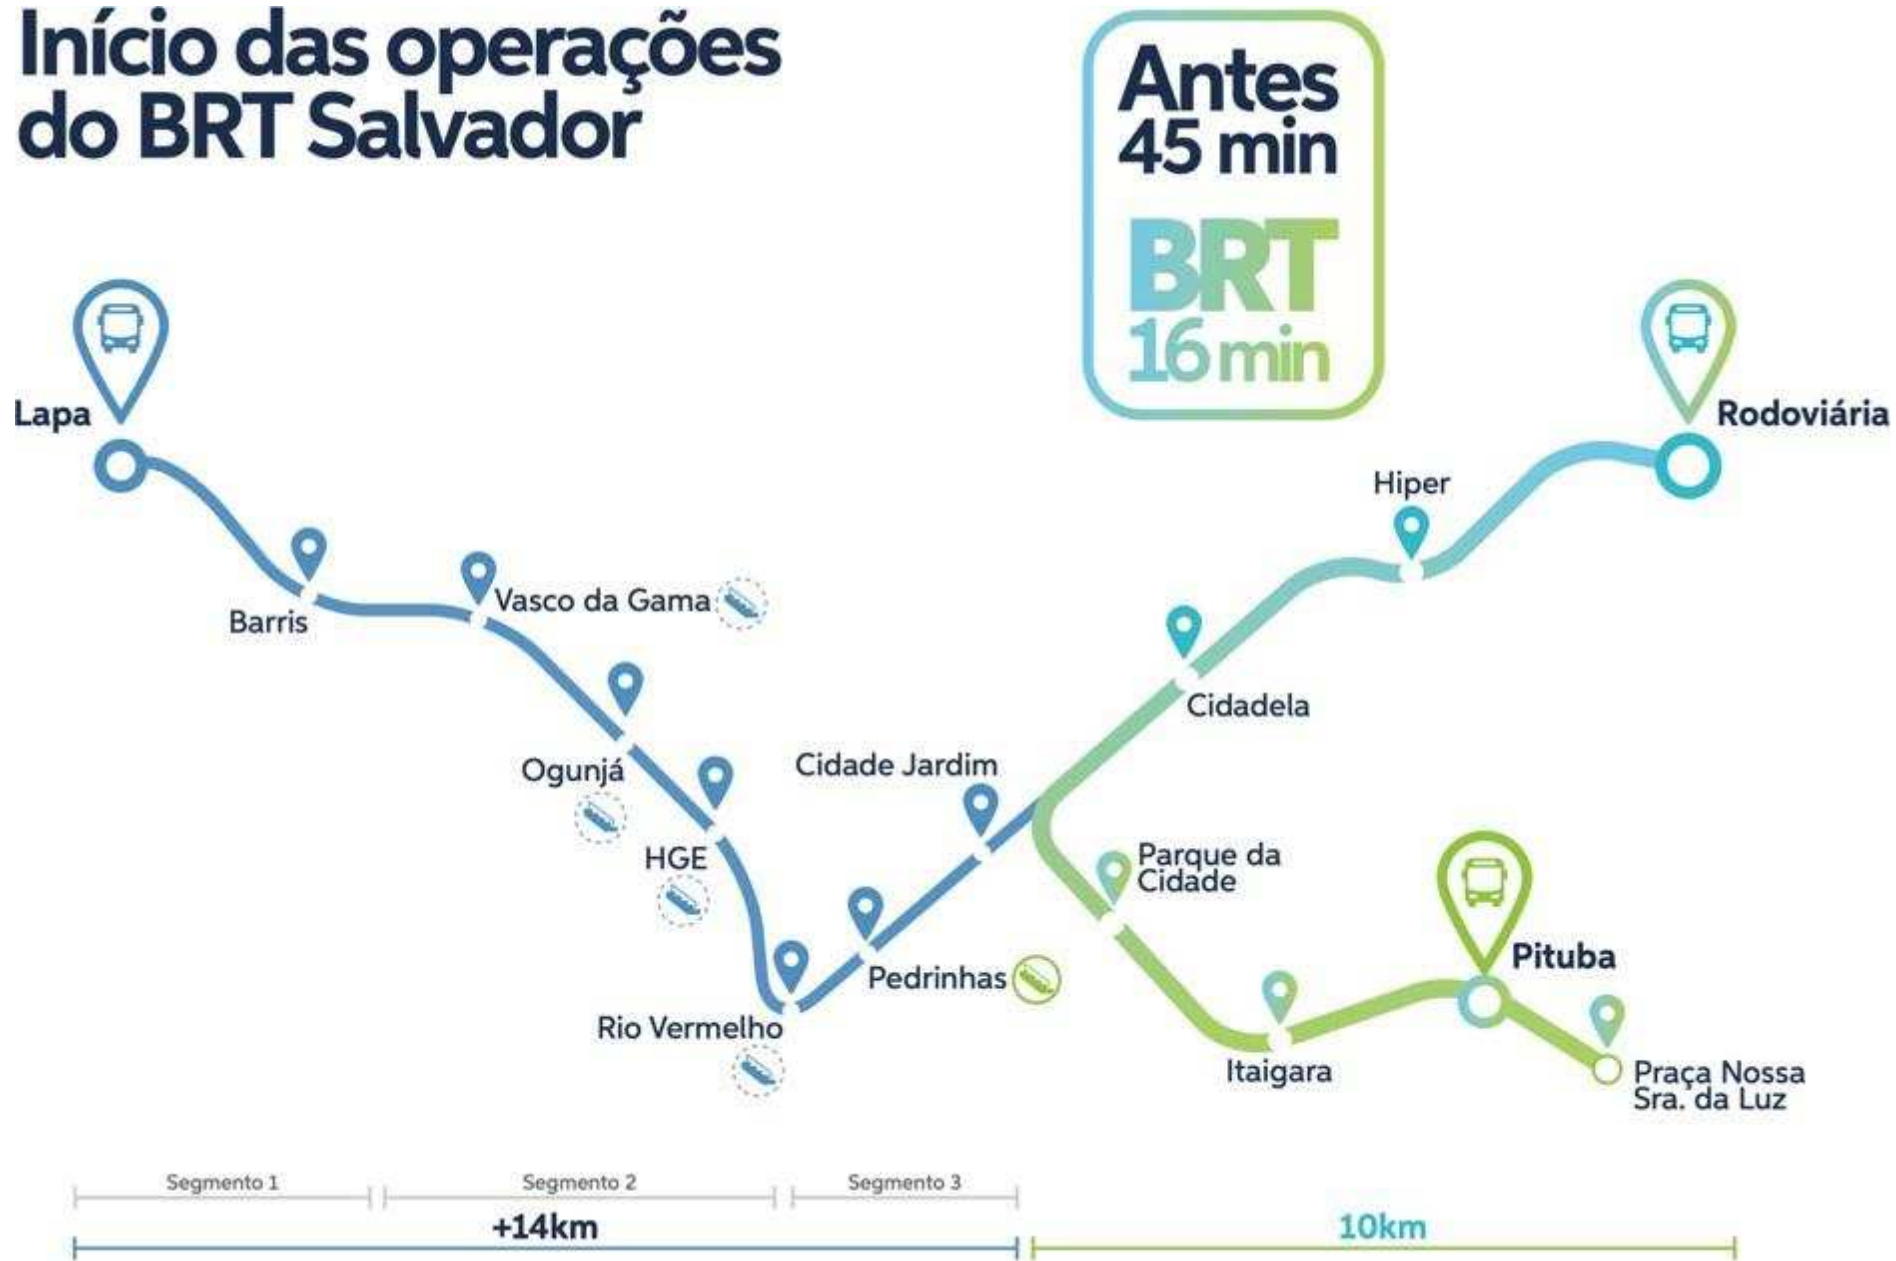 Início das operações
do BRT Salvador
Antes
45 min
BRT
16 min
Lapa
Rodoviária
Hiper
Barris
Vasco da Gama
Cidadela
Ogunjá
Cidade Jardim
HGE
Parque da
Cidade
Pituba
Pedrinhas
Rio Vermelho
Itaigara
Praça Nossa
Sra. da Luz
Segmento 1
Segmento 2
Segmento 3
+14km
10km